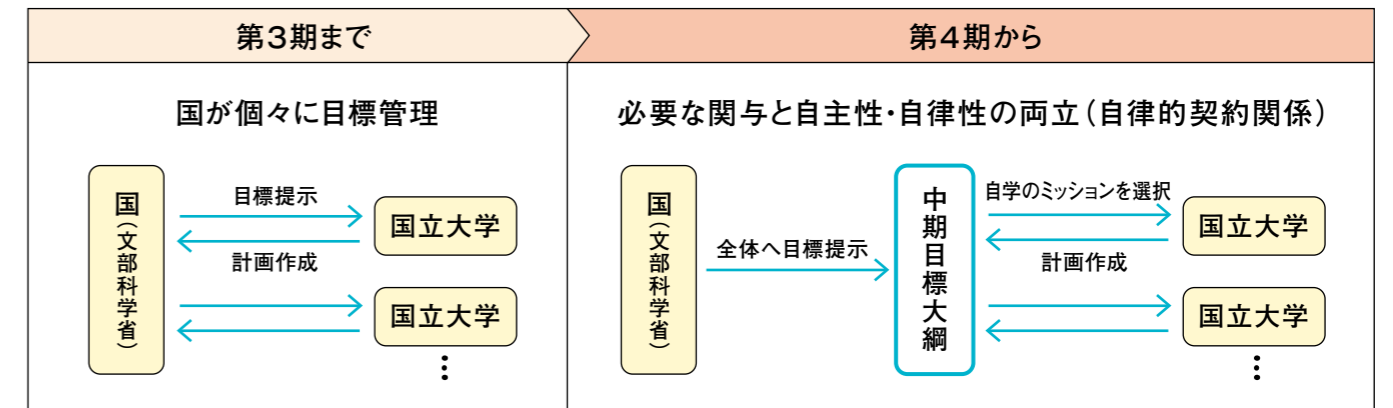 第3期まで
第4期から
国が個々に目標管理
国（文部科学省）
目標提示
計画作成
国立大学
国立大学
⋮
必要な関与と自主性・自律性の両立（自律的契約関係）
国（文部科学省）
全体へ目標提示
中期目標大綱
自学のミッションを選択
計画作成
国立大学
国立大学
⋮